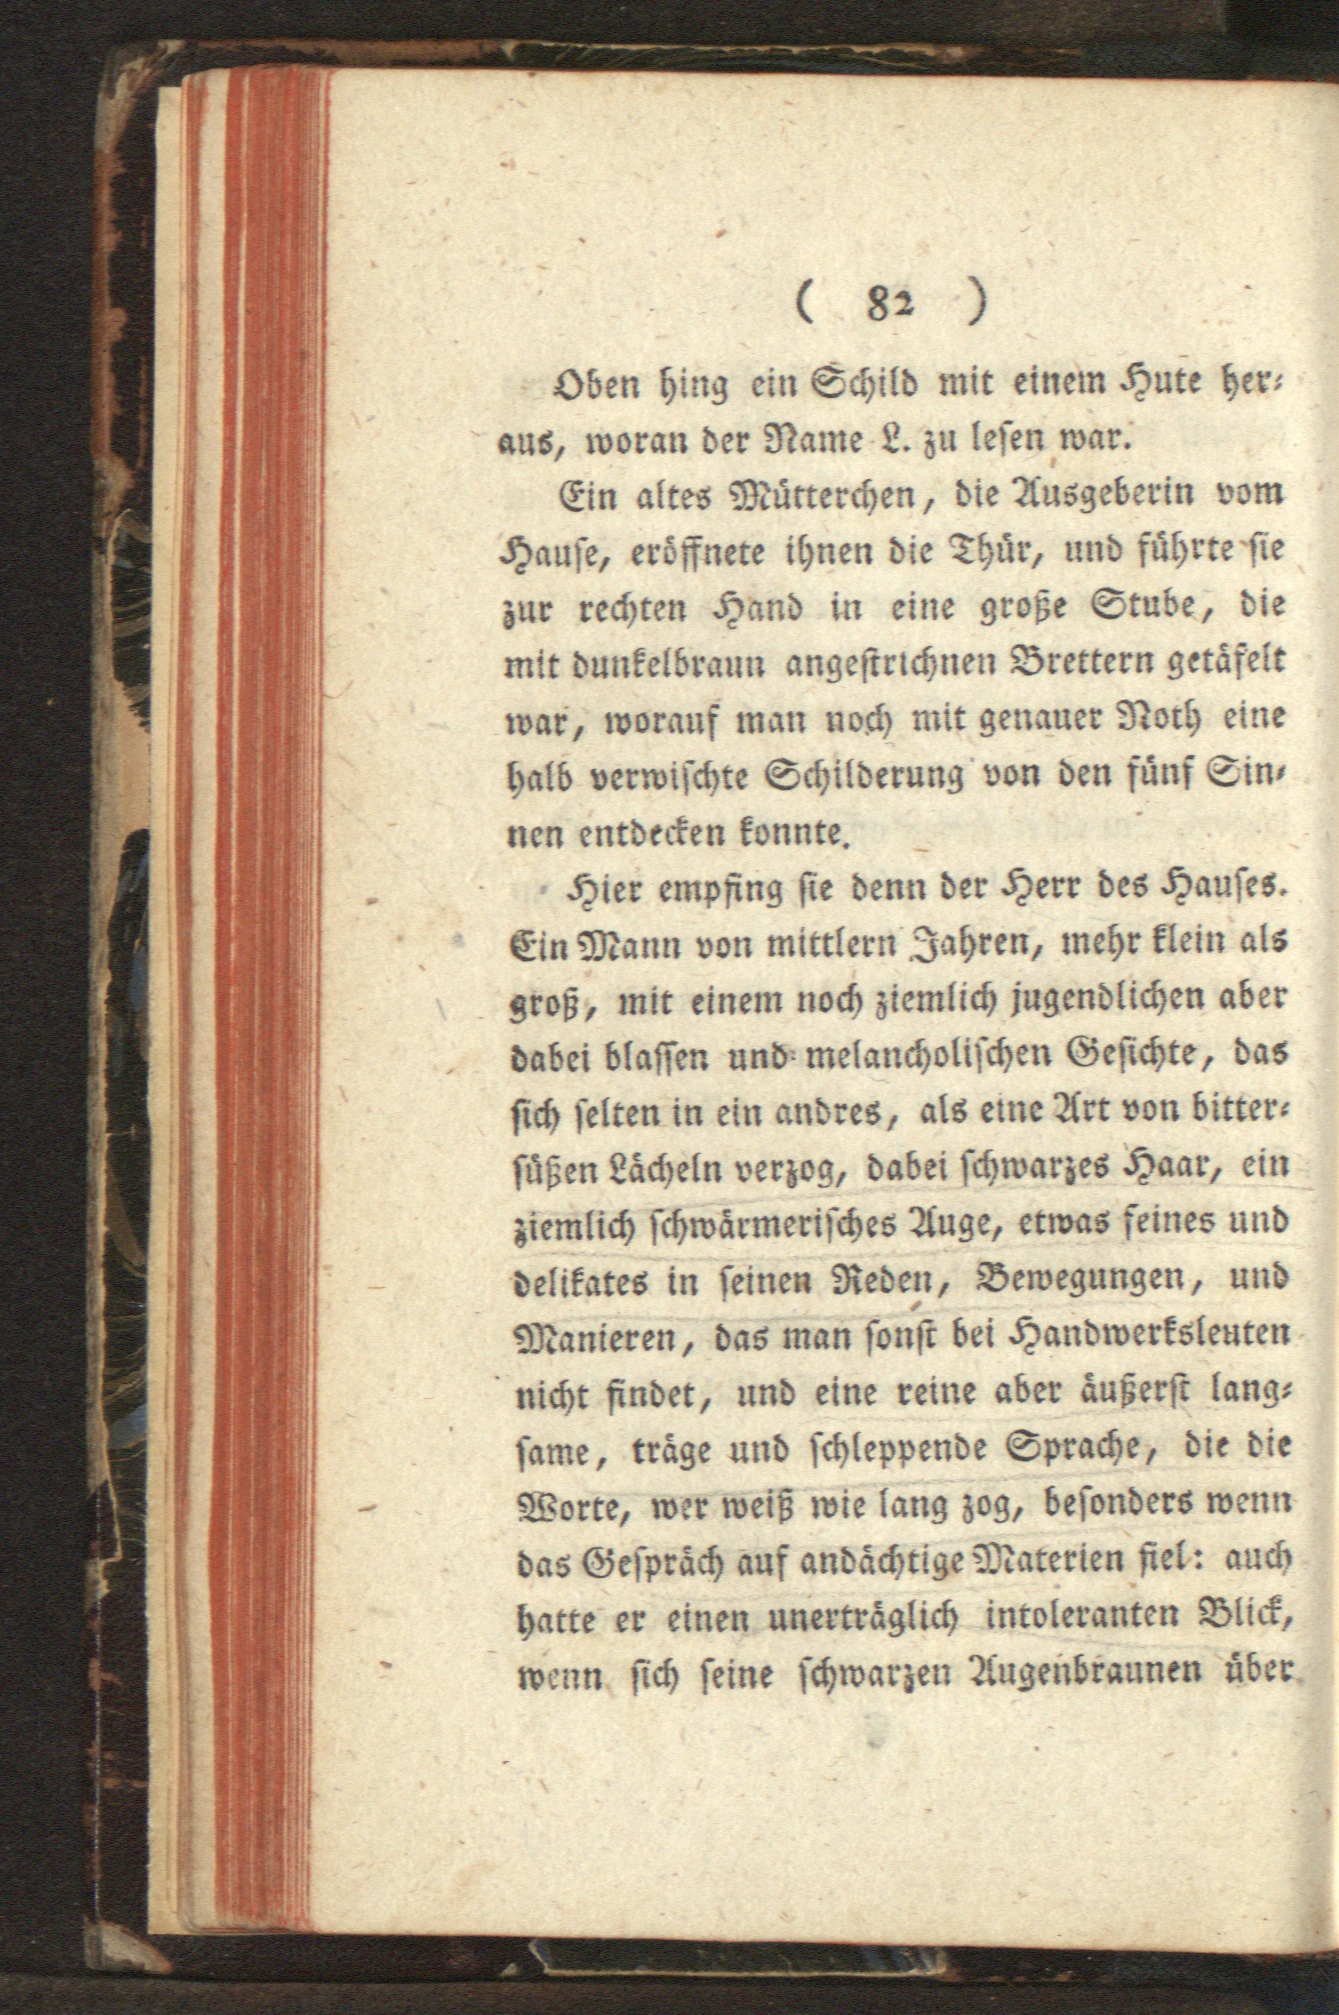 ( 82 )
Oben hing ein Schild mit einem Hute her⸗
aus, woran der Name L. zu leſen war.
Ein altes Mütterchen, die Ausgeberin vom
Hauſe, eröffnete ihnen die Thür, und führte ſie
zur rechten Hand in eine große Stube, die
mit dunkelbraun angeſtrichnen Brettern getäfelt
war, worauf man noch mit genauer Noth eine
halb verwiſchte Schilderung von den fünf Sin⸗
nen entdecken konnte.
Hier empfing ſie denn der Herr des Hauſes.
Ein Mann von mittlern Jahren, mehr klein als
groß, mit einem noch ziemlich jugendlichen aber
dabei blaſſen und melancholiſchen Geſichte, das
ſich ſelten in ein andres, als eine Art von bitter⸗
ſüßen Lächeln verzog, dabei ſchwarzes Haar, ein
ziemlich ſchwärmeriſches Auge, etwas feines und
delikates in ſeinen Reden, Bewegungen, und
Manieren, das man ſonſt bei Handwerksleuten
nicht findet, und eine reine aber äußerſt lang⸗
ſame, träge und ſchleppende Sprache, die die
Worte, wer weiß wie lang zog, beſonders wenn
das Geſpräch auf andächtige Materien fiel: auch
hatte er einen unerträglich intoleranten Blick,
wenn ſich ſeine ſchwarzen Augenbraunen über